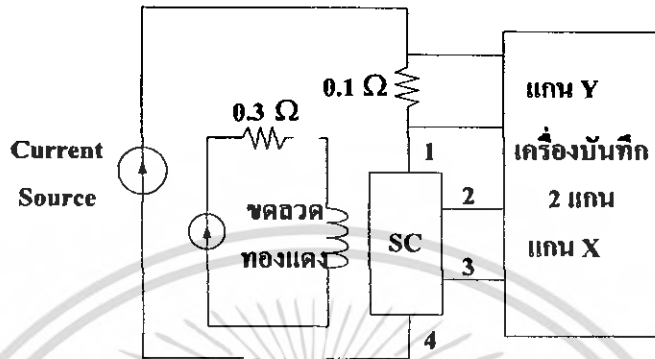 0.1 Ω
แกน Y
0.3 Ω
Current
Source
1
เครื่องบันทึก
2
2 แกน
ขดลวด
ทองแดง
SC
แกน X
3
4